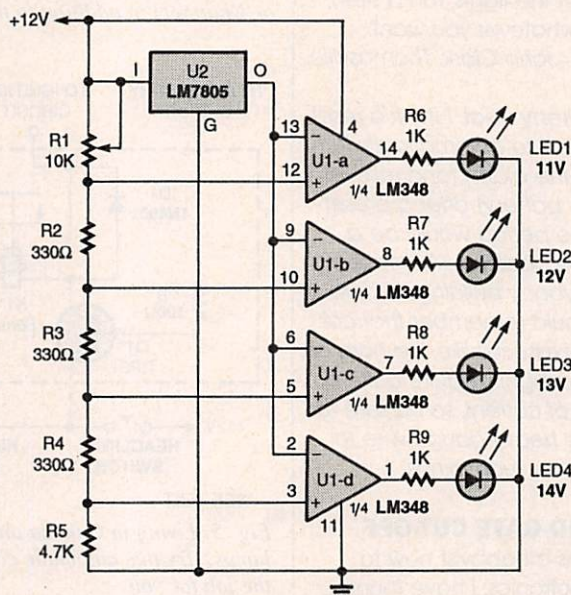 +12V
I
U2
LM7805
O
G
R1
10K
R2
330Ω
R3
330Ω
R4
330Ω
R5
4.7K
13
4
12
U1-a
14
1/4 LM348
R6
1K
LED1
11V
9
10
U1-b
8
1/4 LM348
R7
1K
LED2
12V
6
5
U1-c
7
1/4 LM348
R8
1K
LED3
13V
2
3
U1-d
1
11
1/4 LM348
R9
1K
LED4
14V